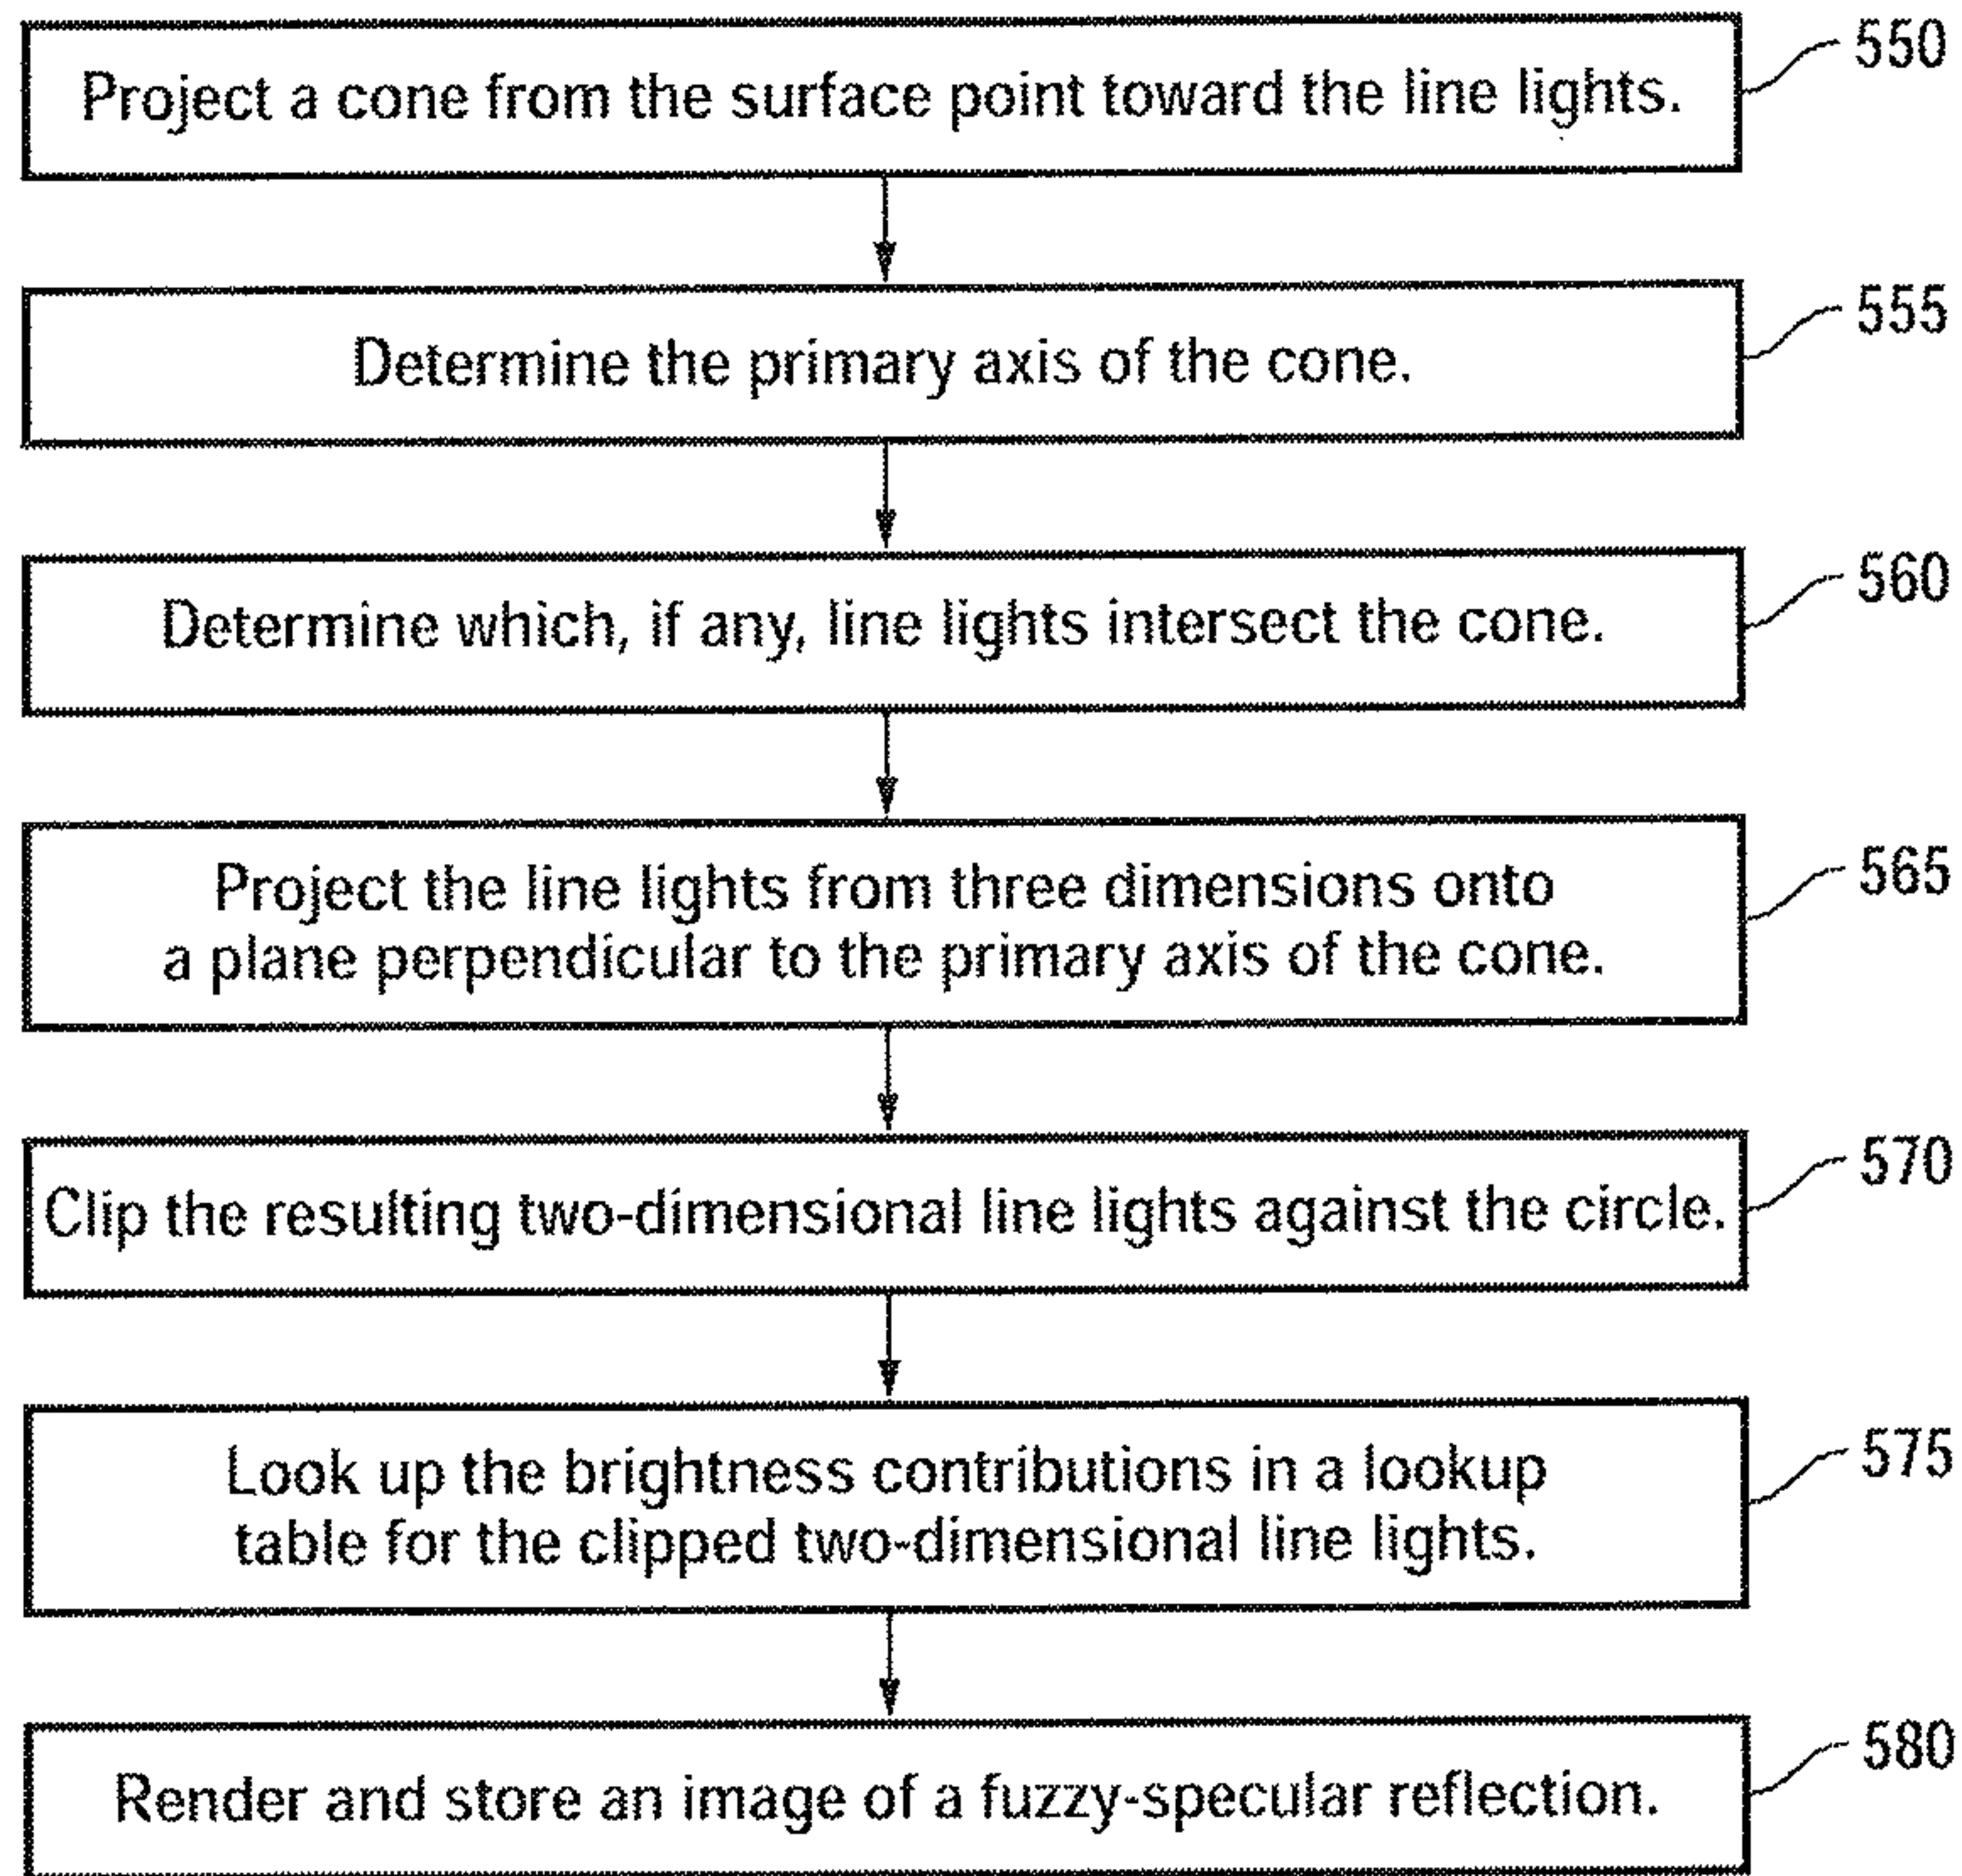 Project a cone from the surface point toward the line lights.
550
Determine the primary axis of the cone.
555
Determine which, if any, line lights intersect the cone.
560
Project the line lights from three dimensions onto
a plane perpendicular to the primary axis of the cone.
565
Clip the resulting two-dimensional line lights against the circle.
570
Look up the brightness contributions in a lookup
table for the clipped two-dimensional line lights.
575
Render and store an image of a fuzzy-specular reflection.
580